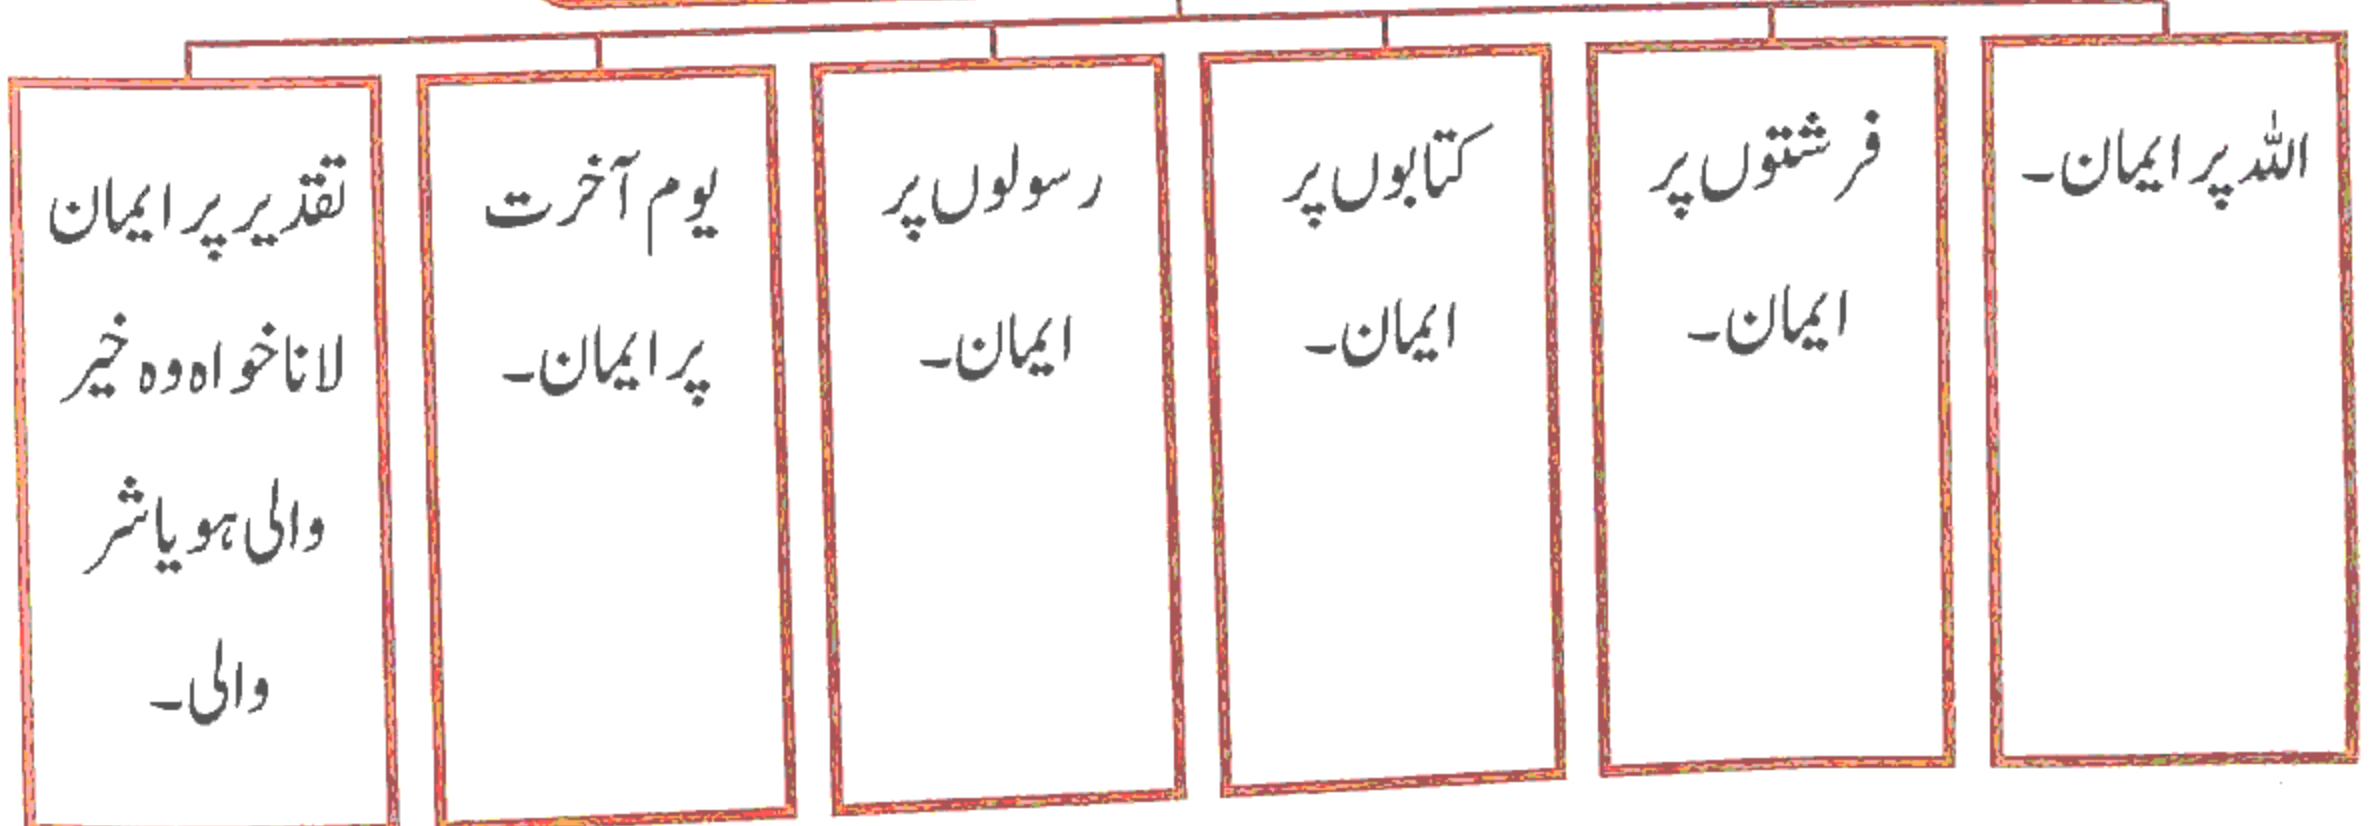 اللہ پر ایمان۔
فرشتوں پر
ایمان۔
کتابوں پر
ایمان۔
رسولوں پر
ایمان۔
یوم آخرت
پر ایمان۔
تقدیر پر ایمان
لانا خواہ وہ خیر
والی ہو یا شر
والی۔